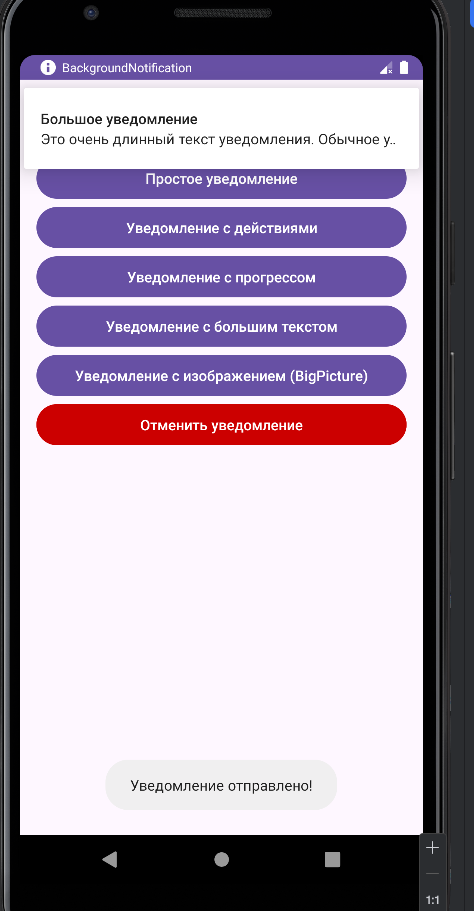 BackgroundNotification
Большое уведомление
Это очень длинный текст уведомления. Обычное у..
Простое уведомление
Уведомление с действиями
Уведомление с прогрессом
Уведомление с большим текстом
Уведомление с изображением (BigPicture)
Отменить уведомление
Уведомление отправлено!
1:1